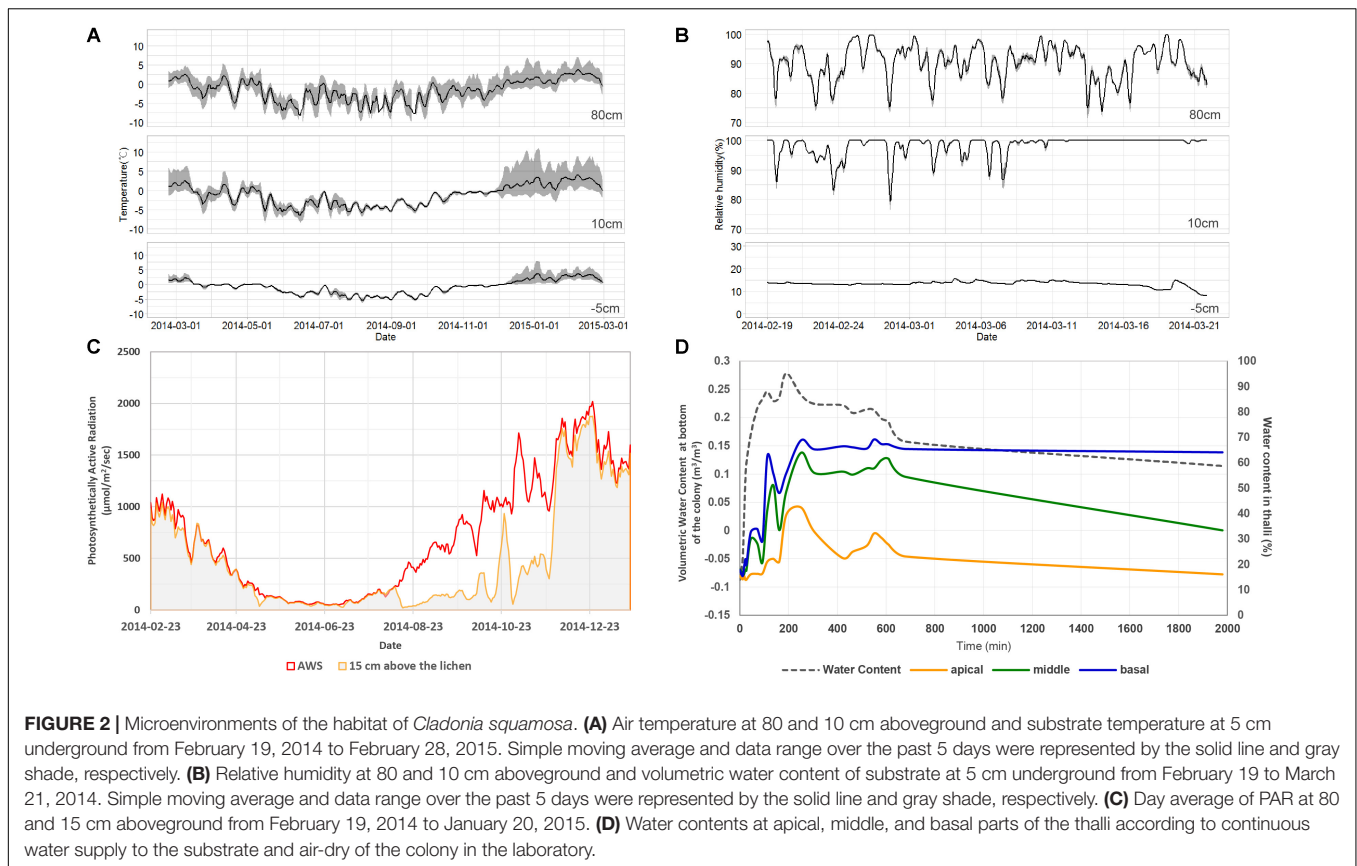 A
10
5
0
-5
-10
80cm
10
5
0
-5
-10
Temperature(℃)
10cm
10
5
0
-5
-10
-5cm
2014-03-01 2014-05-01 2014-07-01 2014-09-01 2014-11-01 2015-01-01 2015-03-01
Date
B
100
90
80
70
80cm
100
90
80
70
Relative humidity(%)
10cm
30
20
10
0
-5cm
2014-02-19 2014-02-24 2014-03-01 2014-03-06 2014-03-11 2014-03-16 2014-03-21
Date
C
Photosynthetically Active Radiation
(μmol/m²/sec)
2500
2000
1500
1000
500
0
2014-02-23 2014-04-23 2014-06-23 2014-08-23 2014-10-23 2014-12-23
Date
AWS 15 cm above the lichen
D
Volumetric Water Content at bottom
of the colony (m³/m³)
0.3
0.25
0.2
0.15
0.1
0.05
0
-0.05
-0.1
-0.15
100
90
80
70
60
50
40
30
20
10
0
Water content in thalli (%)
0 200 400 600 800 1000 1200 1400 1600 1800 2000
Time (min)
Water Content apical middle basal
FIGURE 2 | Microenvironments of the habitat of Cladonia squamosa. (A) Air temperature at 80 and 10 cm aboveground and substrate temperature at 5 cm
underground from February 19, 2014 to February 28, 2015. Simple moving average and data range over the past 5 days were represented by the solid line and gray
shade, respectively. (B) Relative humidity at 80 and 10 cm aboveground and volumetric water content of substrate at 5 cm underground from February 19 to March
21, 2014. Simple moving average and data range over the past 5 days were represented by the solid line and gray shade, respectively. (C) Day average of PAR at 80
and 15 cm aboveground from February 19, 2014 to January 20, 2015. (D) Water contents at apical, middle, and basal parts of the thalli according to continuous
water supply to the substrate and air-dry of the colony in the laboratory.